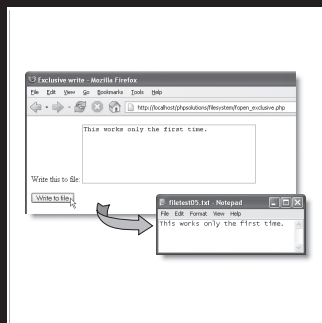 Exclusive write - Mozilla Firefox
File Edit View Go Bookmarks Tools Help
http://localhost/phpsolutions/filesystem/fopen_exclusive.php
This works only the first time.
Write this to file:
Write to file
filetest05.txt - Notepad
File Edit Format View Help
This works only the first time.